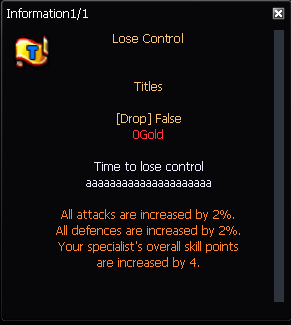 Information1/1
Lose Control
T
Titles
[Drop] False
0Gold
Time to lose control
aaaaaaaaaaaaaaaaaaaaa
All attacks are increased by 2%.
All defences are increased by 2%.
Your specialist's overall skill points
are increased by 4.